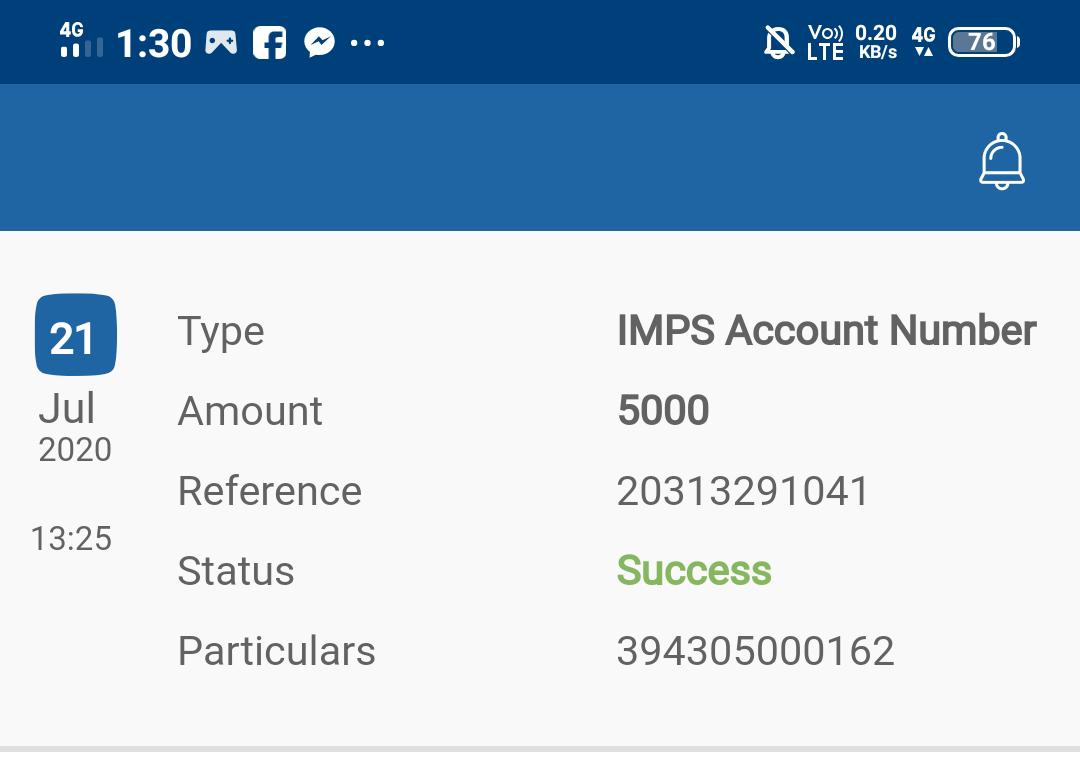 4G 1:30 Vo)) LTE 0.20 KB/s 4G 76
21 Jul 2020 13:25
Type IMPS Account Number
Amount 5000
Reference 20313291041
Status Success
Particulars 394305000162